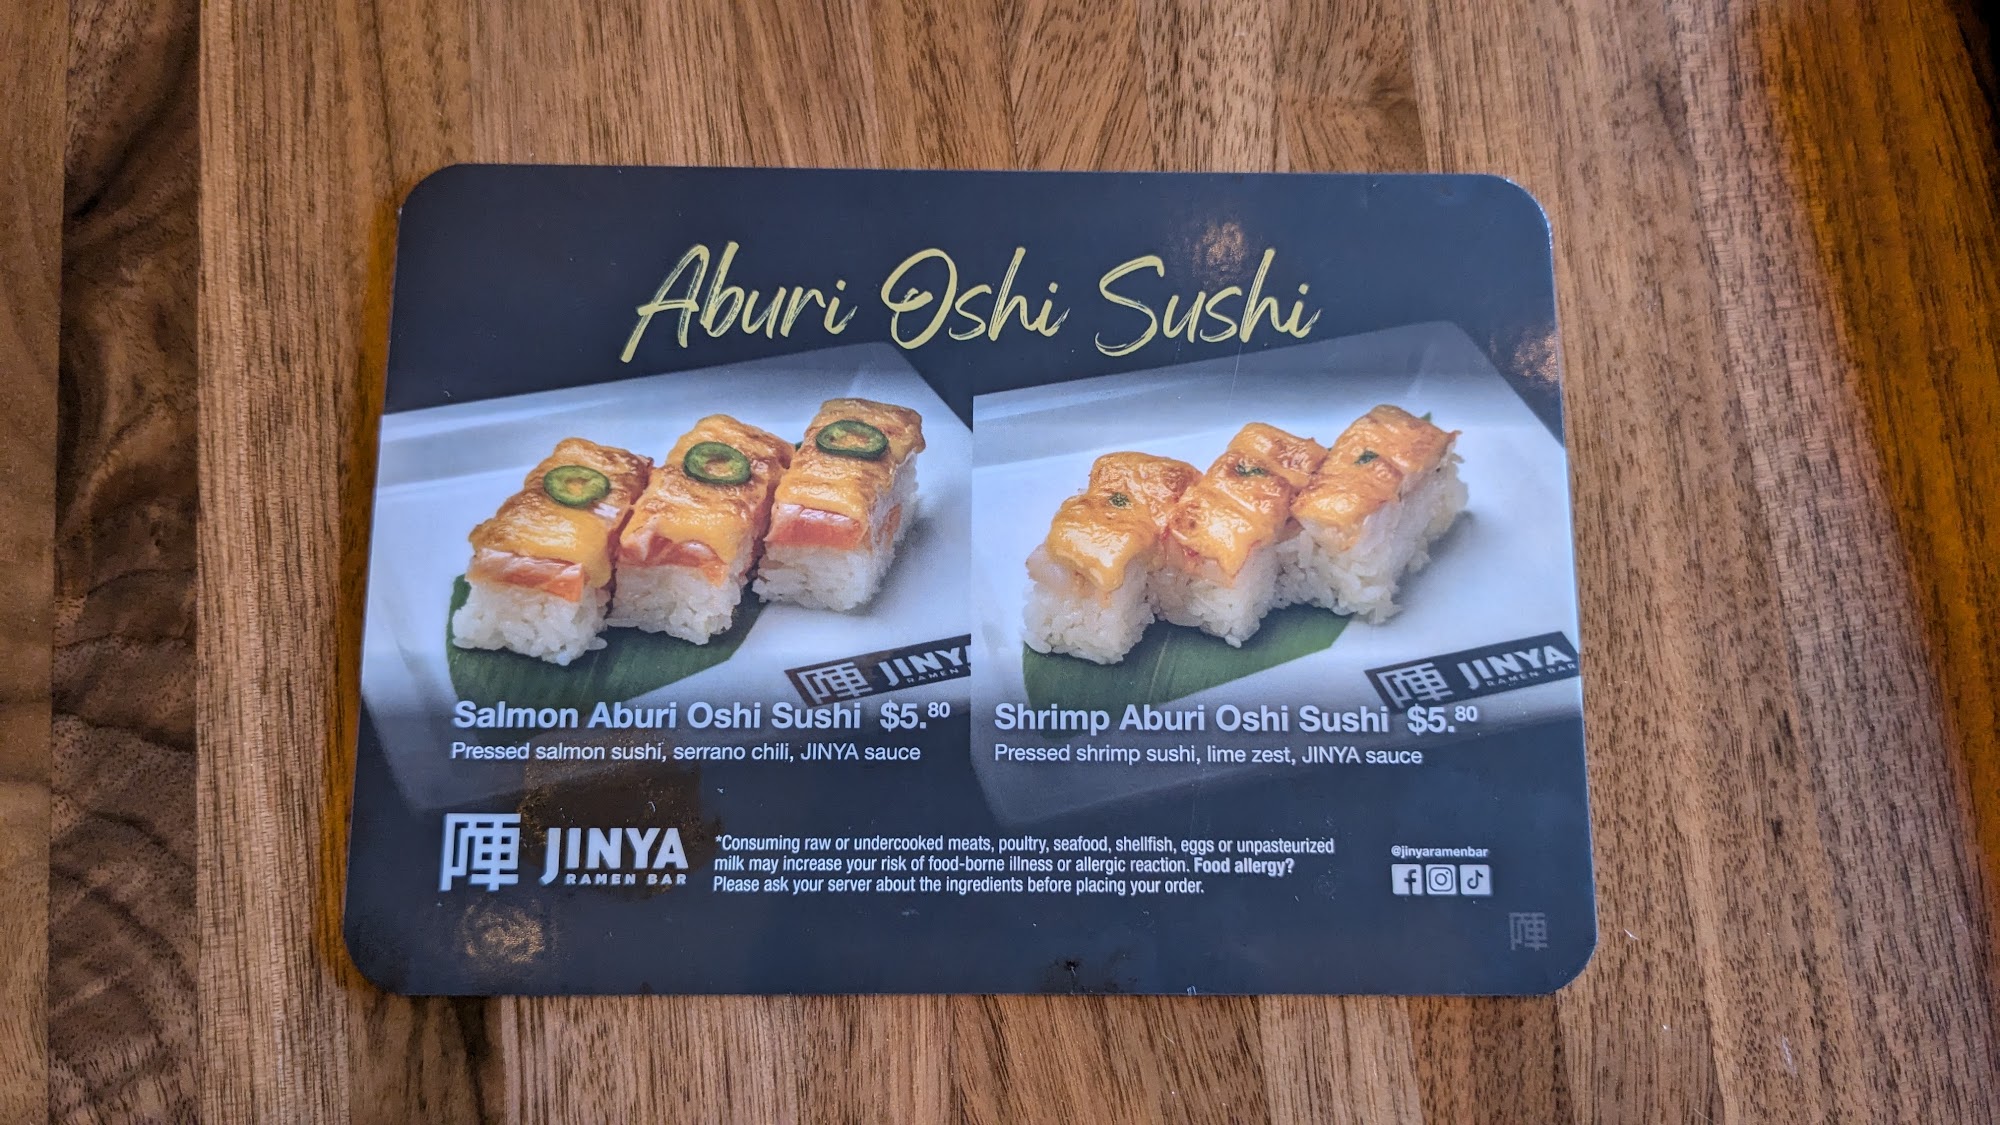 Aburi Oshi Sushi
陣 JINYA
RAMEN
陣 JINYA
RAMEN BAR
Salmon Aburi Oshi Sushi $5.80
Pressed salmon sushi, serrano chili, JINYA sauce
Shrimp Aburi Oshi Sushi $5.80
Pressed shrimp sushi, lime zest, JINYA sauce
陣 JINYA
RAMEN BAR
*Consuming raw or undercooked meats, poultry, seafood, shellfish, eggs or unpasteurized
milk may increase your risk of food-borne illness or allergic reaction. Food allergy?
Please ask your server about the ingredients before placing your order.
@jinyaramenbar
陣